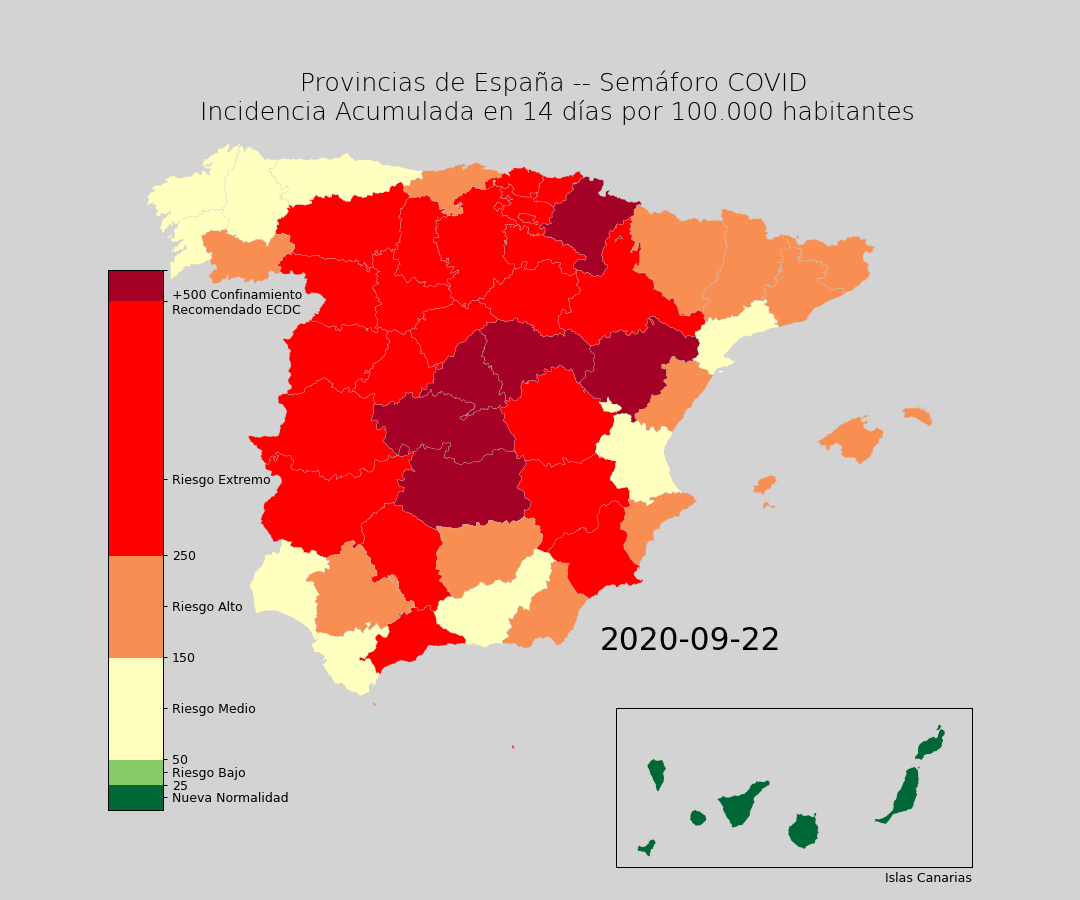 Provincias de España -- Semáforo COVID
Incidencia Acumulada en 14 días por 100.000 habitantes
+500 Confinamiento
Recomendado ECDC
Riesgo Extremo
250
Riesgo Alto
150
Riesgo Medio
50
Riesgo Bajo
25
Nueva Normalidad
2020-09-22
Islas Canarias